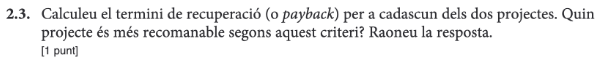 2.3. Calculeu el termini de recuperació (o payback) per a cadascun dels dos projectes. Quin
projecte és més recomanable segons aquest criteri? Raoneu la resposta.
[1 punt]